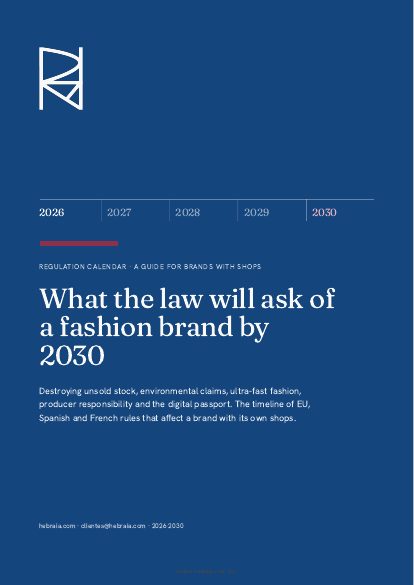 2026 2027 2028 2029 2030
REGULATION CALENDAR · A GUIDE FOR BRANDS WITH SHOPS
What the law will ask of
a fashion brand by
2030
Destroying unsold stock, environmental claims, ultra-fast fashion,
producer responsibility and the digital passport. The timeline of EU,
Spanish and French rules that affect a brand with its own shops.
hebraia.com · clientes@hebraia.com · 2026·2030